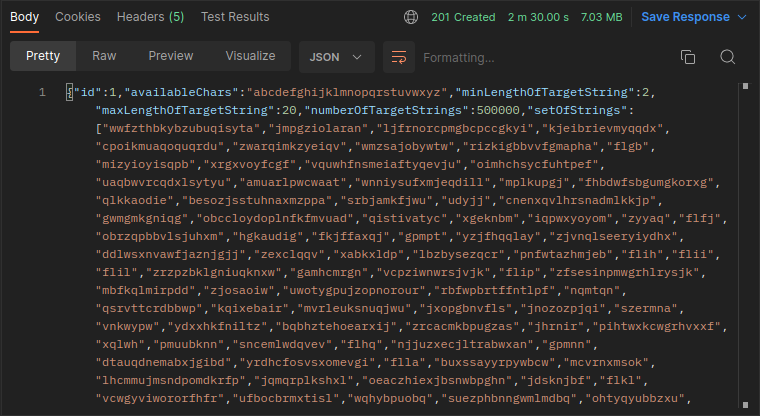 Body Cookies Headers (5) Test Results 201 Created 2 m 30.00 s 7.03 MB Save Response
Pretty Raw Preview Visualize JSON Formatting...
1 {"id":1,"availableChars":"abcdefghijklmnopqrstuvwxyz","minLengthOfTargetString":2,
"maxLengthOfTargetString":20,"numberOfTargetStrings":500000,"setOfStrings":
["wwfzthbkybzubuqisyta","jmpgziolaran","ljfrnorcpmgbcpccgkyi","kjeibrievmyqqdx",
"cpoikmuaqoquqrdu","zwarqimkzyeiqv","wmzsajobywtw","rizkigbbvvfgmapha","flgb",
"mizyioyisqpb","xrgxvoyfcgf","vquwhfnsmeiaftyqevju","oimhchsycfuhtpef",
"uaqbwvrcqdxlsytyu","amuarlpwcwaat","wnniysufxmjeqdill","mplkupgj","fhbdwfsbgumgkorxg",
"qlkkaodie","besozjsstuhnaxmzppa","srbjamkfjwu","udyjj","cnenxqvlhrsnadmlkkjp",
"gwmgmkgniqg","obccloydoplnfkfmvuad","qistivatyc","xgeknbm","iqpwxyoyom","zyyaq","flfj",
"obrzqpbbvlsjuhxm","hgkaudig","fkjffaxqj","gpmpt","yzjfhqqlay","zjvnqlseeryiydhx",
"ddlwsxnvawfjaznjgjj","zexclqqv","xabkxldp","lbzbysezqcr","pnfwtazhmjeb","flih","flii",
"flil","zrzpzbklgniuqknxw","gamhcmrgn","vcpziwnwrsjvjk","flip","zfsesinpmwgrhlrysjk",
"mbfkqlmirpdd","zjosaoiw","uwotygpujzopnorour","rbfwpbrtffntlpf","nqmtqn",
"qsrvttcrdbbwp","kqixebair","mvrleuksnuqjwu","jxopgbnvfls","jnozozpjqi","szermna",
"vnkwypw","ydxxhkfniltz","bqbhztehoearxij","zrcacmkbpugzas","jhrnir","pihtwxkcwgrhvxxf",
"xqlwh","pmuubknn","sncemlwdqvev","flhq","njjuzxecjltrabwxan","gpmnn",
"dtauqdnemabxjgibd","yrdhcfosvsxomevgi","flla","buxssayyrpywbcw","mcvrnxmsok",
"lhcmmujmsndpomdkrfp","jqmqrplkshxl","oeaczhiexjbsnwbpghn","jdsknjbf","flkl",
"vcwgyviwororfhfr","ufbocbrmxtisl","wqhybpuobq","suezphbnngwmlmdbq","ohtyqyubbzxu",